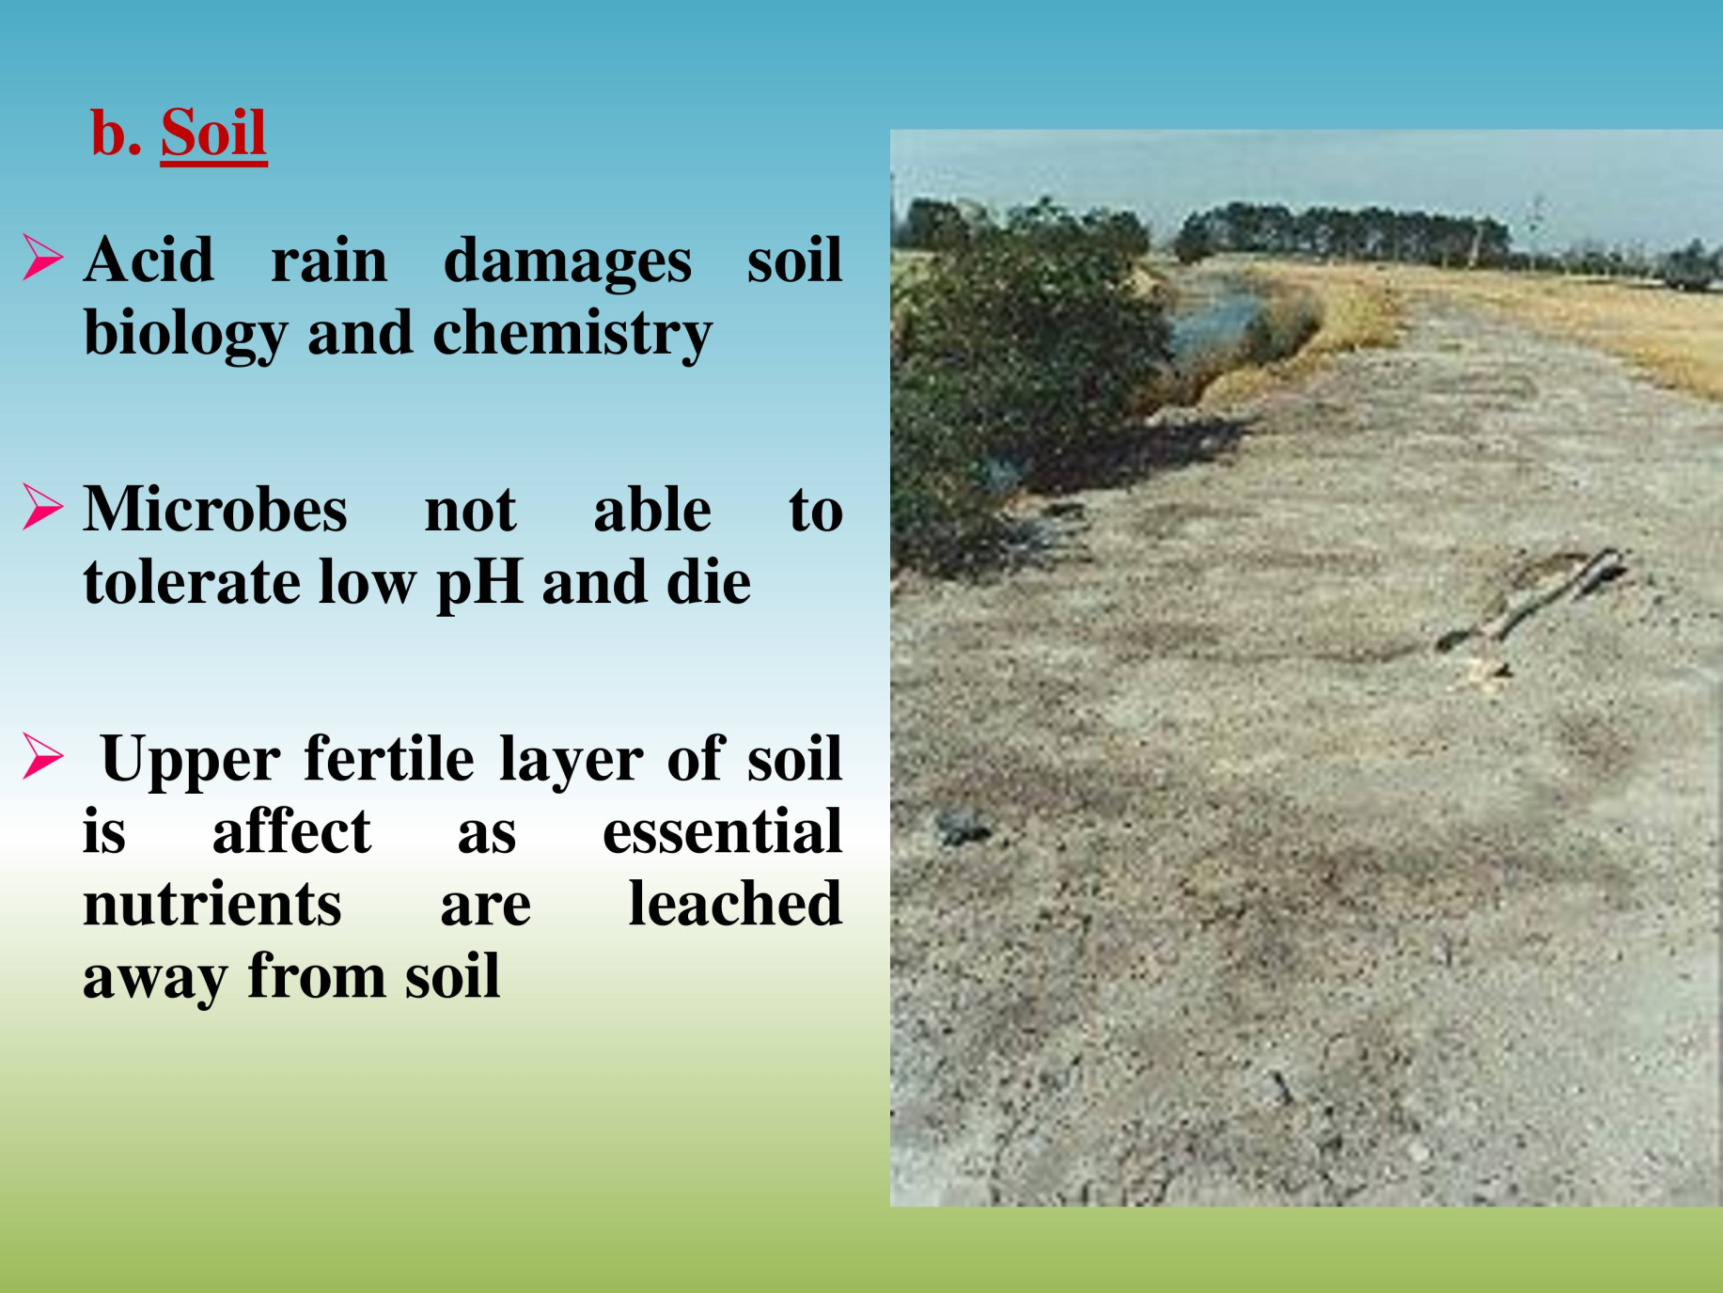 b. Soil
Acid rain damages soil
biology and chemistry
Microbes not able to
tolerate low pH and die
Upper fertile layer of soil
is affect as essential
nutrients are leached
away from soil